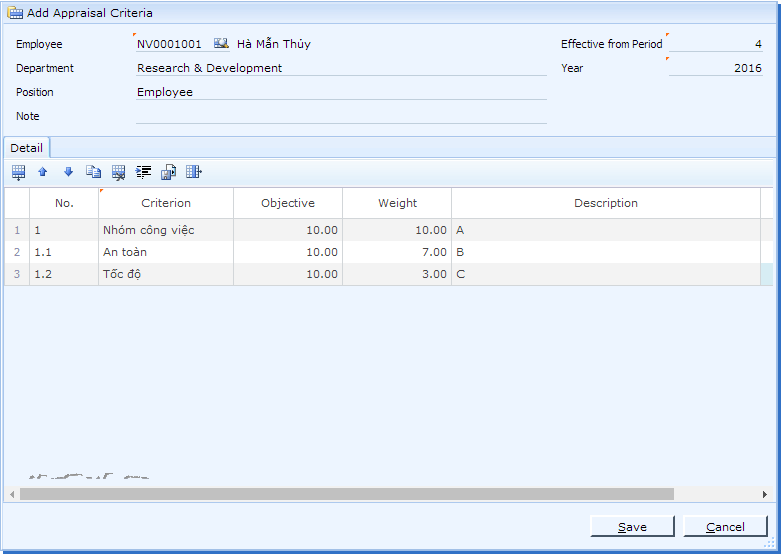 Add Appraisal Criteria
Employee NV0001001 Hà Mẫn Thủy Effective from Period 4
Department Research & Development Year 2016
Position Employee
Note
Detail
No. Criterion Objective Weight Description
1 1 Nhóm công việc 10.00 10.00 A
2 1.1 An toàn 10.00 7.00 B
3 1.2 Tốc độ 10.00 3.00 C
Save Cancel